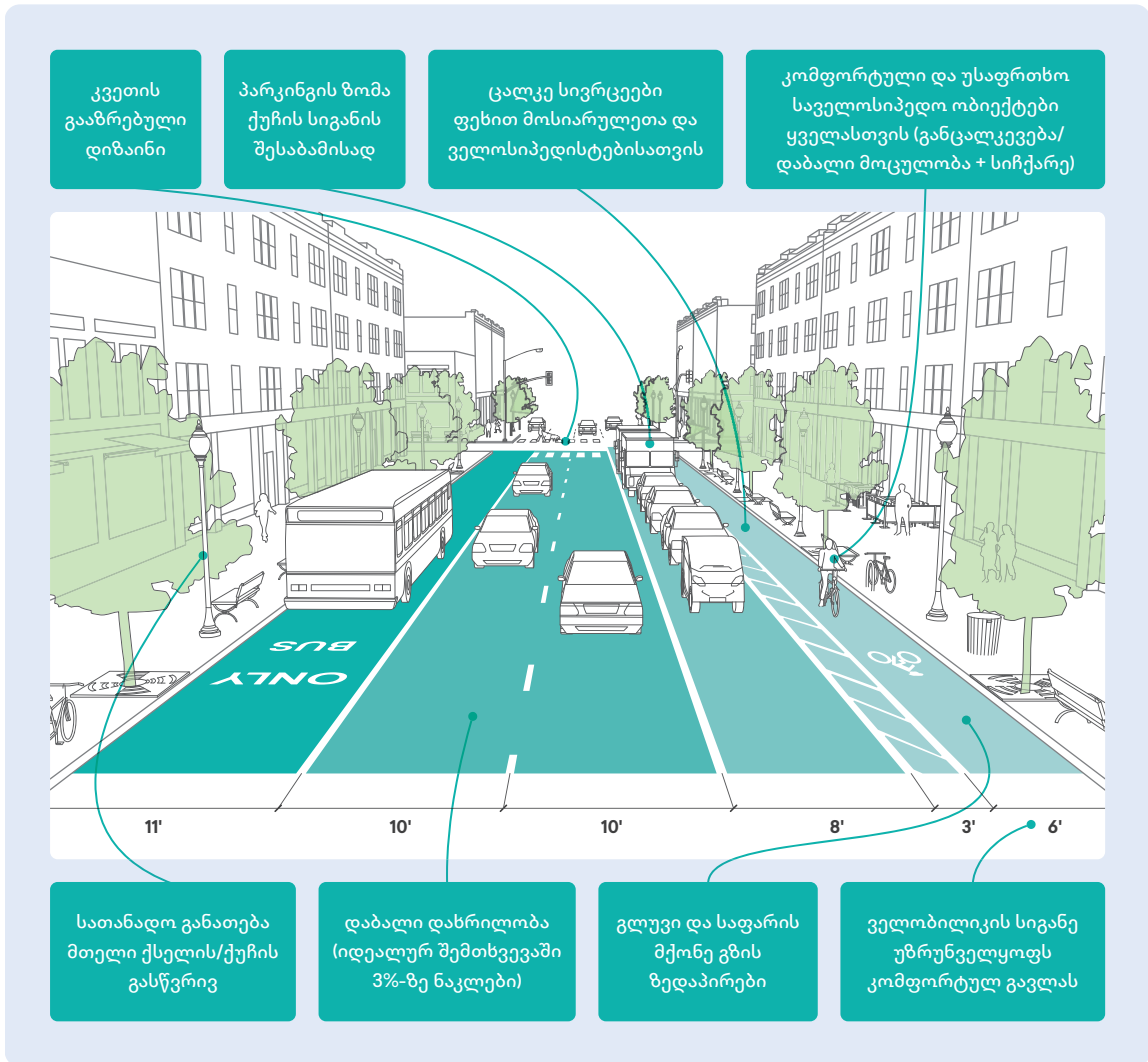 კვეთის
გააზრებული
დიზაინი
პარკინგის ზომა
ქუჩის სიგანის
შესაბამისად
ცალკე სივრცეები
ფეხით მოსიარულეთა და
ველოსიპედისტებისათვის
კომფორტული და უსაფრთხო
საველოსიპედო ობიექტები
ყველასთვის (განცალკევება/
დაბალი მოცულობა + სიჩქარე)
BUS
ONLY
11' 10' 10' 8' 3' 6'
სათანადო განათება
მთელი ქსელის/ქუჩის
გასწვრივ
დაბალი დახრილობა
(იდეალურ შემთხვევაში
3%-ზე ნაკლები)
გლუვი და საფარის
მქონე გზის
ზედაპირები
ველობილიკის სიგანე
უზრუნველყოფს
კომფორტულ გავლას